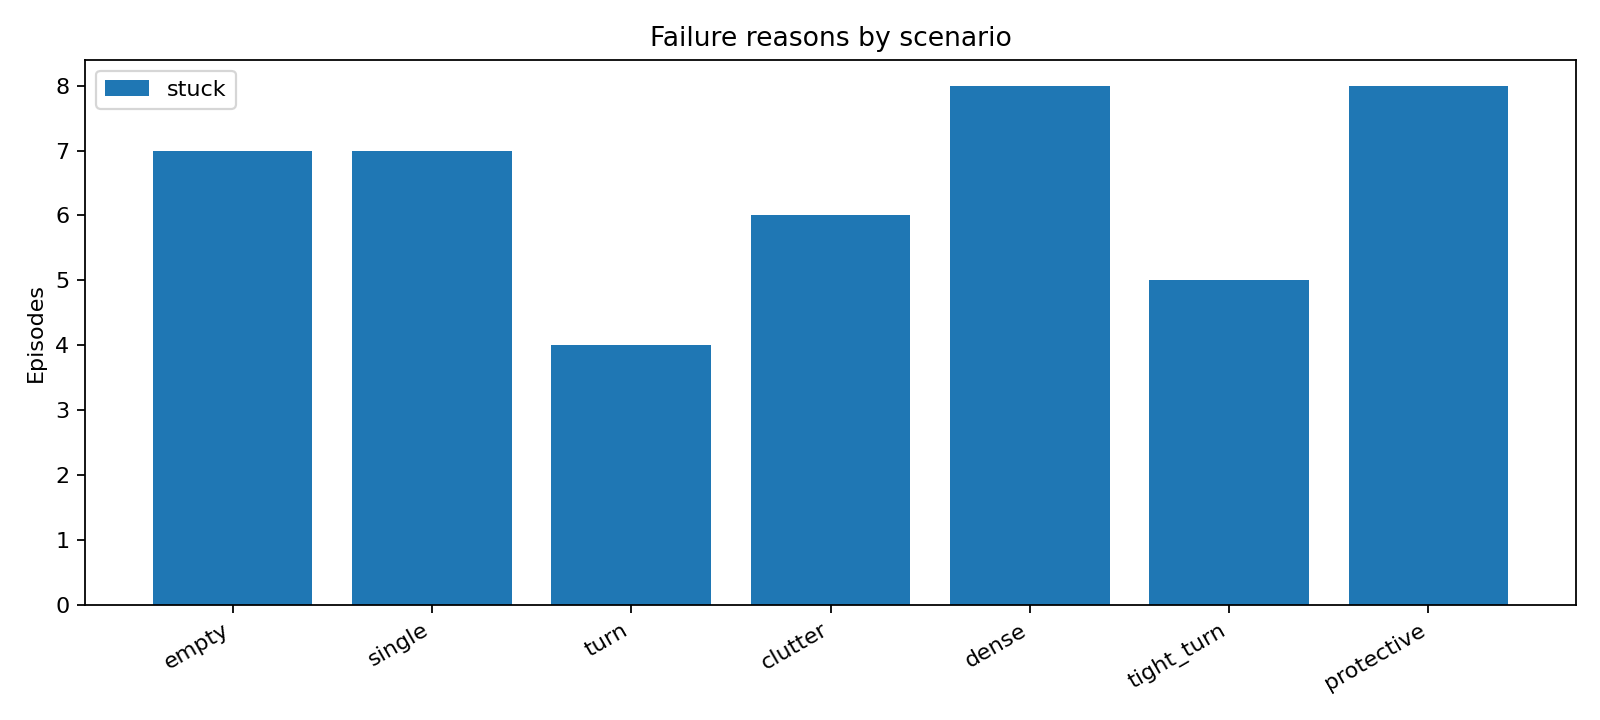 Failure reasons by scenario
stuck
Episodes
8
7
6
5
4
3
2
1
0
empty
single
turn
clutter
dense
tight_turn
protective